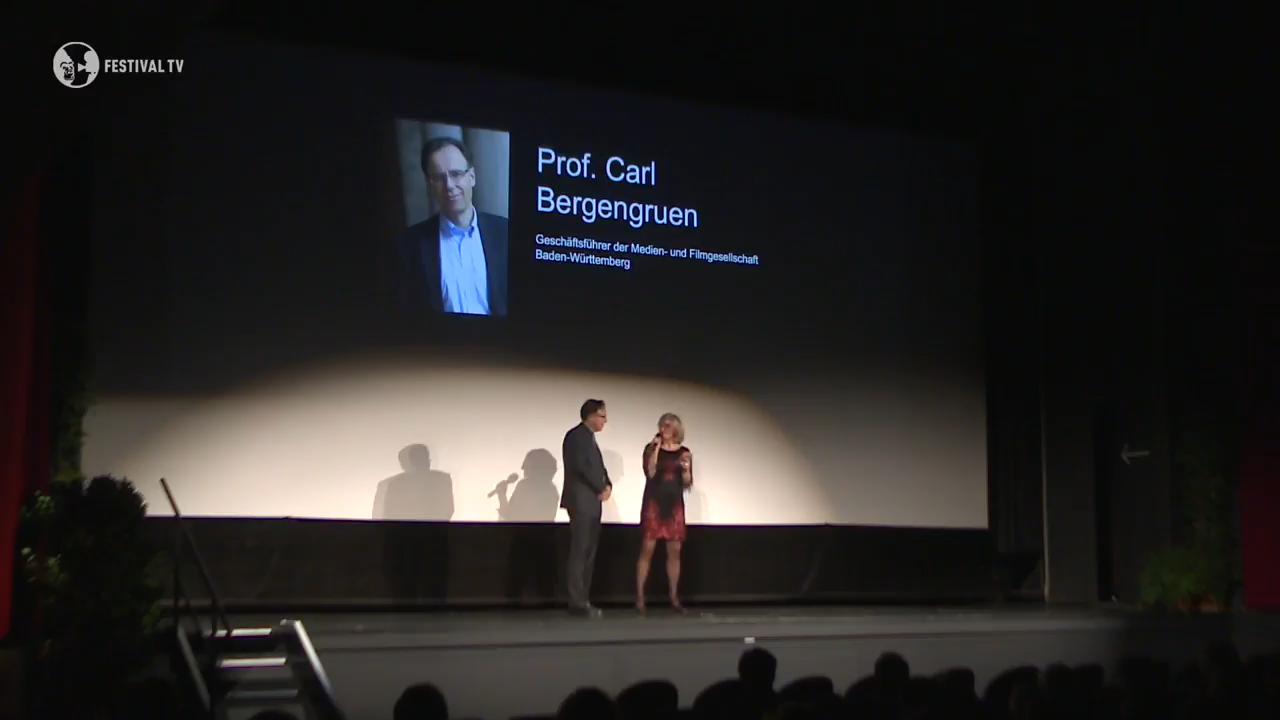 FESTIVAL TV
Prof. Carl
Bergengruen
Geschäftsführer der Medien- und Filmgesellschaft
Baden-Württemberg